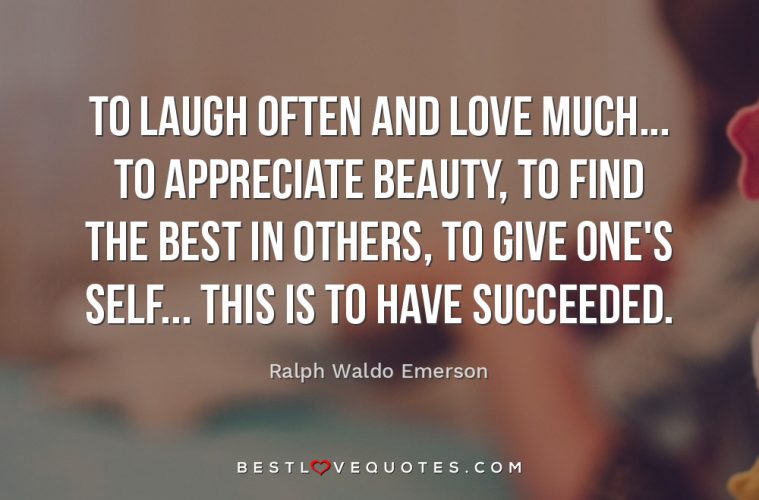 TO LAUGH OFTEN AND LOVE MUCH...
TO APPRECIATE BEAUTY, TO FIND
THE BEST IN OTHERS, TO GIVE ONE'S
SELF... THIS IS TO HAVE SUCCEEDED.
Ralph Waldo Emerson
BESTLOVEQUOTES.COM